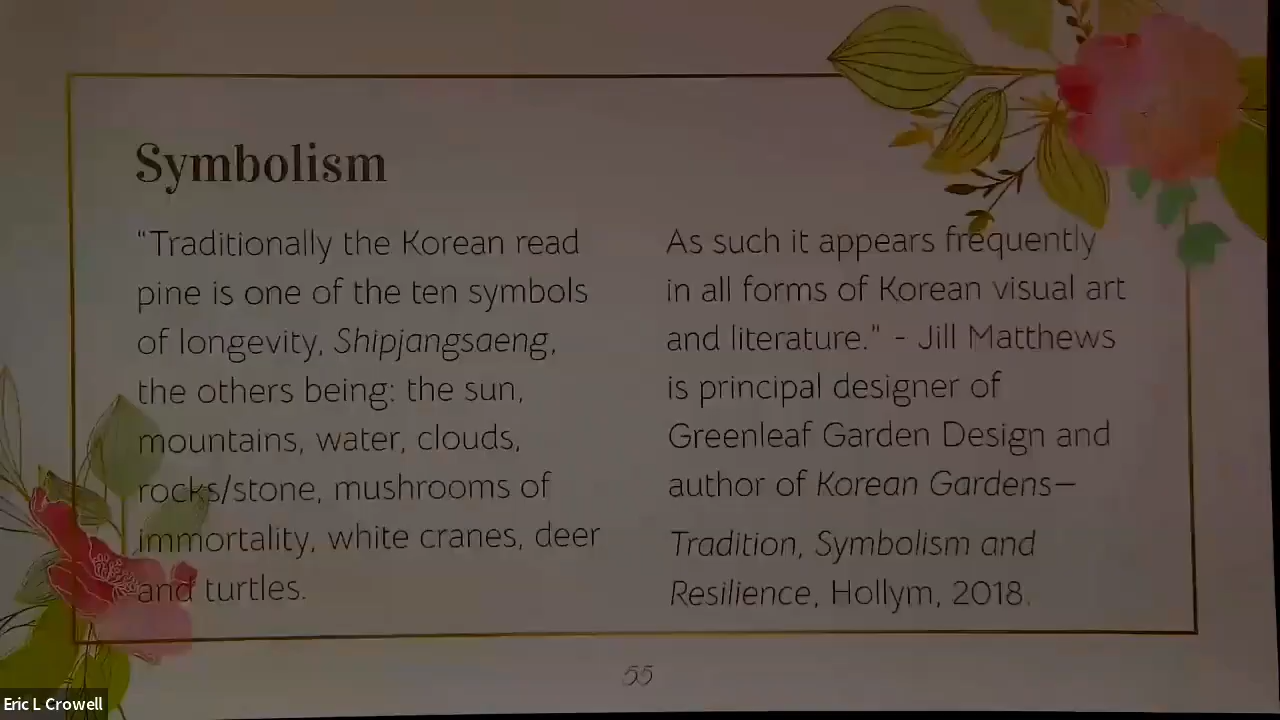 Symbolism
“Traditionally the Korean read
pine is one of the ten symbols
of longevity, Shipjangsaeng,
the others being: the sun,
mountains, water, clouds,
rocks/stone, mushrooms of
immortality, white cranes, deer
and turtles.
As such it appears frequently
in all forms of Korean visual art
and literature.” - Jill Matthews
is principal designer of
Greenleaf Garden Design and
author of Korean Gardens—
Tradition, Symbolism and
Resilience, Hollym, 2018.
55
Eric L Crowell